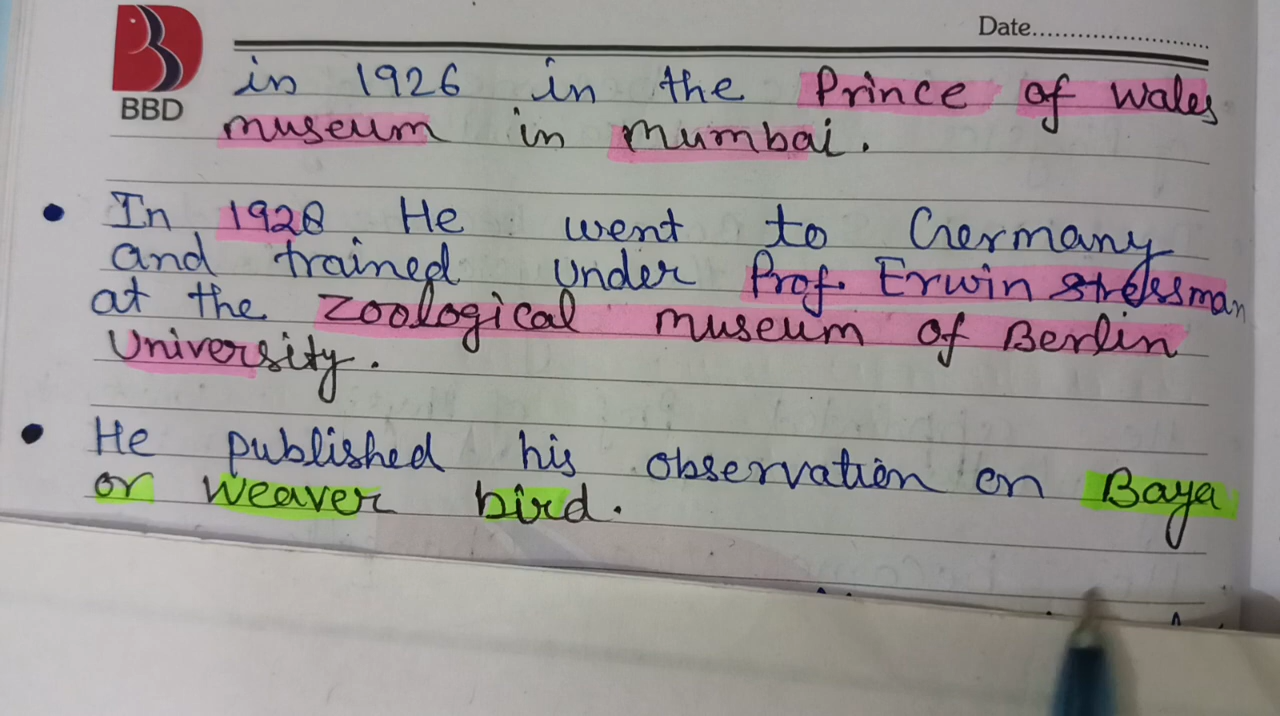 Date........................
BBD
in 1926 in the Prince of Wales
museum in Mumbai.
• In 1928 He went to Germany
and trained under Prof. Erwin stressman
at the Zoological museum of Berlin
University.
• He published his observation on Baya
or Weaver bird.